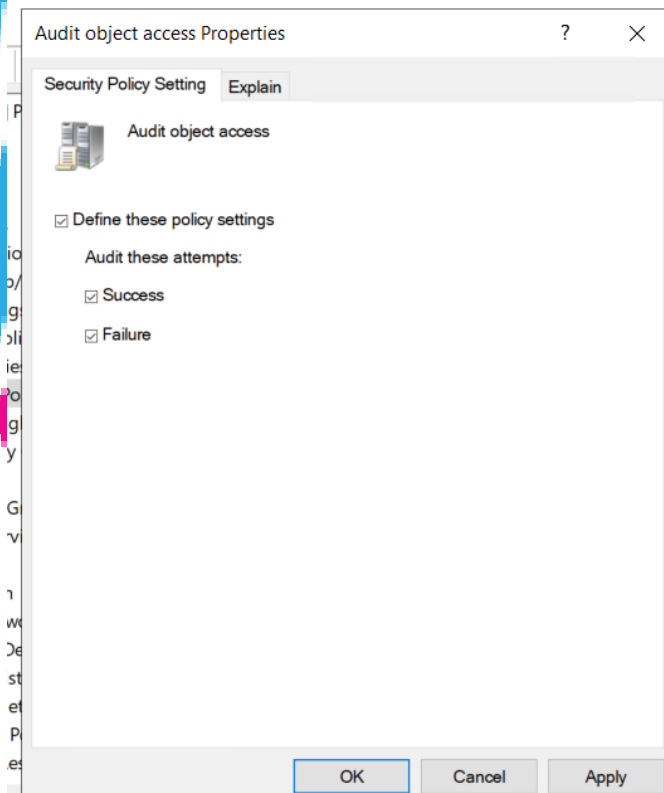 Audit object access Properties
?
Security Policy Setting
Explain
Audit object access
Define these policy settings
Audit these attempts:
Success
Failure
OK
Cancel
Apply